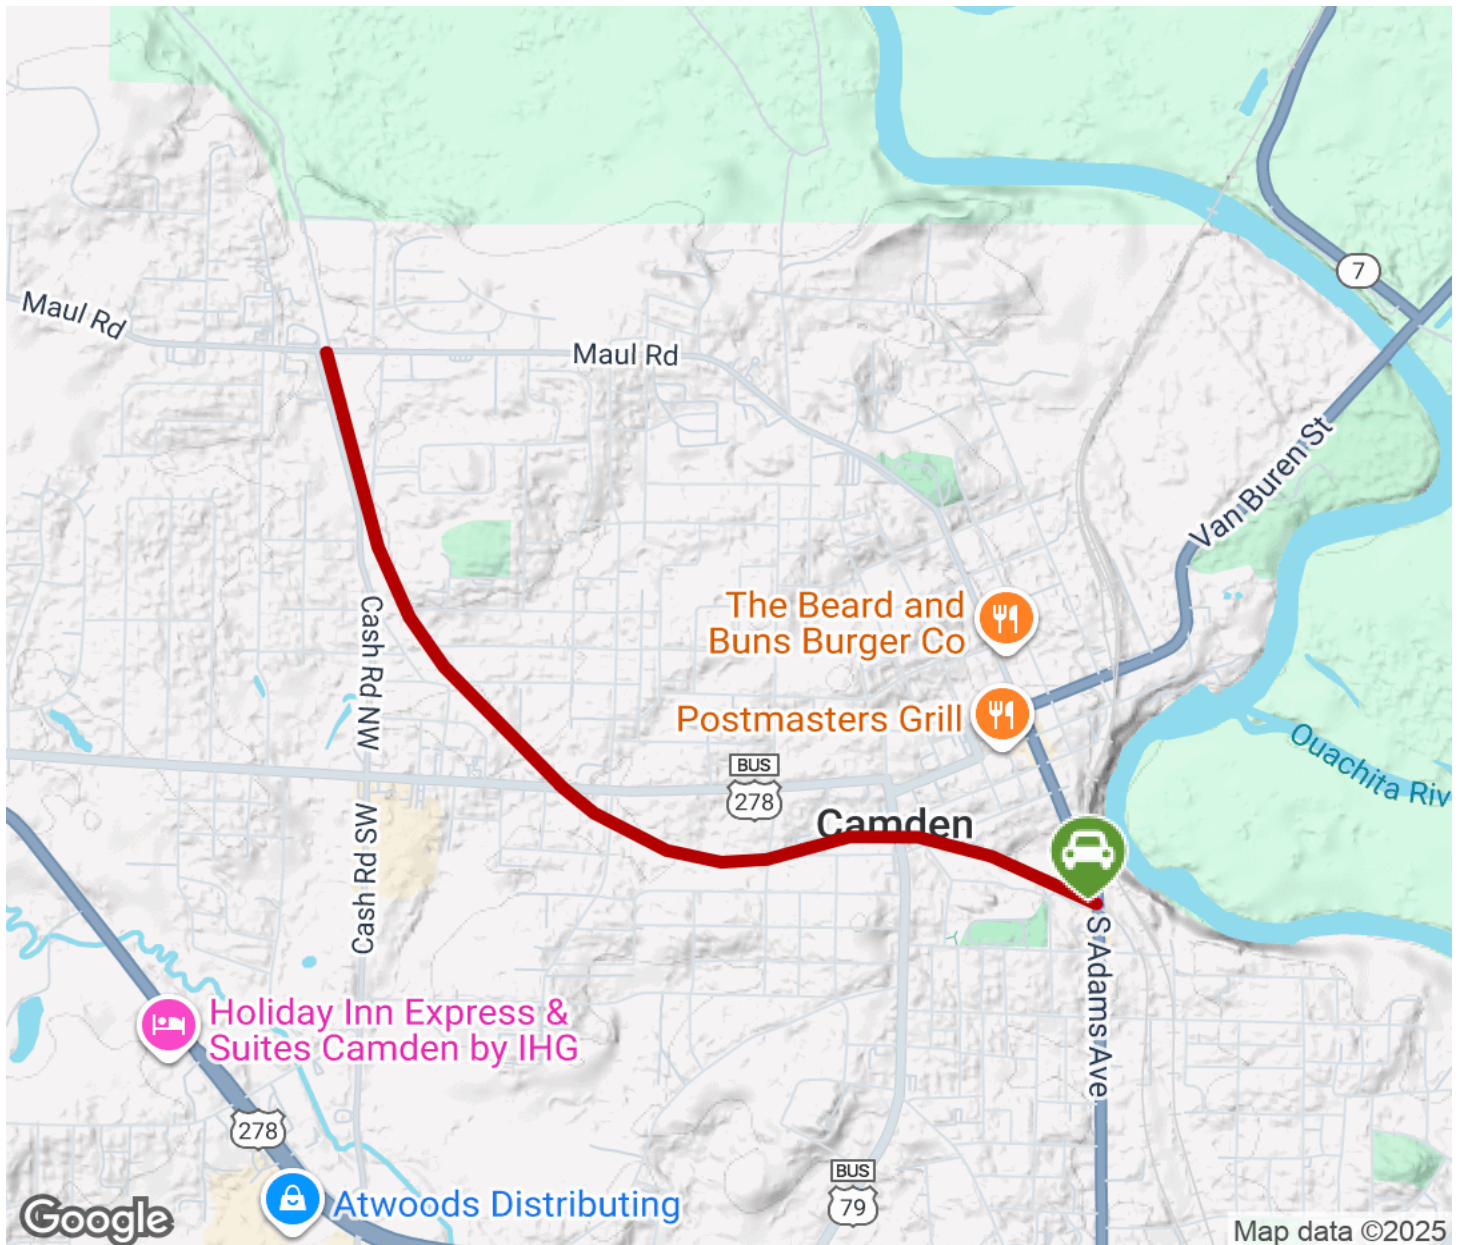 7
Maul Rd
Maul Rd
Van Buren St
The Beard and
Buns Burger Co
Cash Rd NW
Postmasters Grill
Ouachita Riv
BUS
278
Camden
Cash Rd SW
S Adams Ave
Holiday Inn Express &
Suites Camden by IHG
278
BUS
79
Atwoods Distributing
Google
Map data ©2025